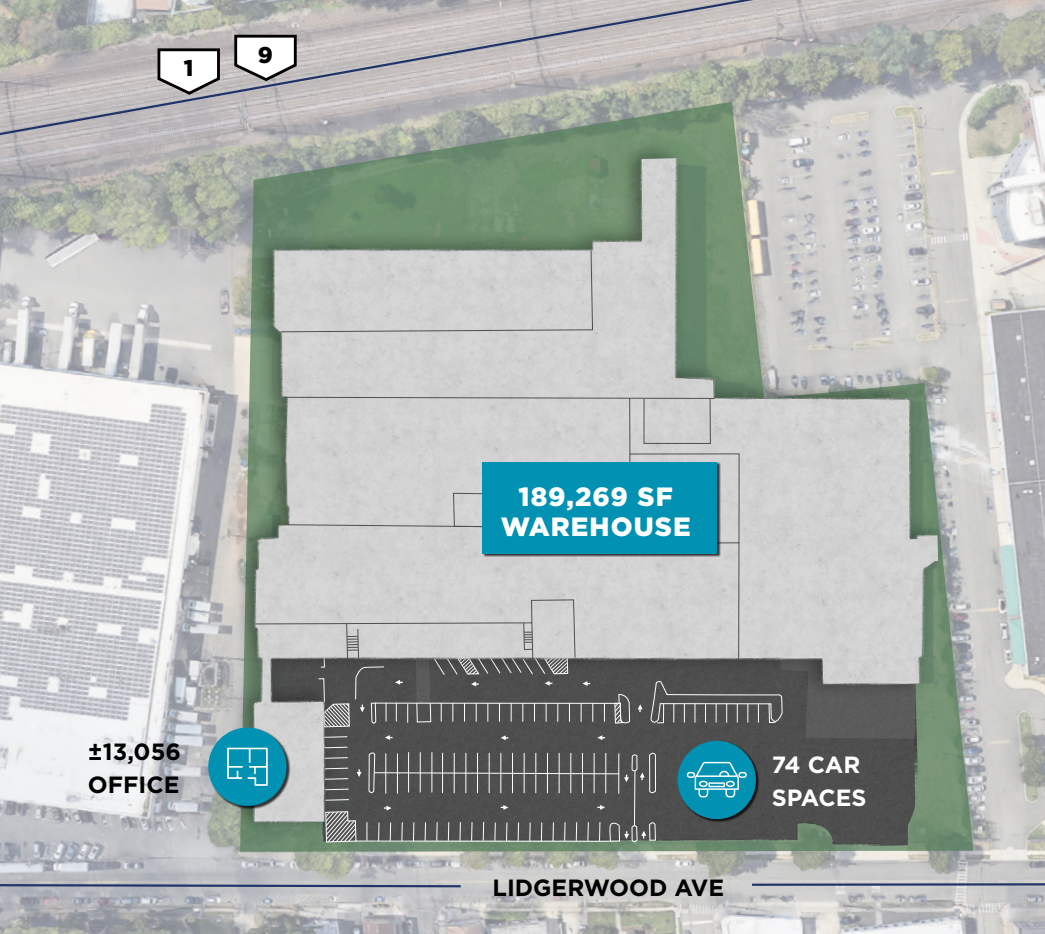 1
9
189,269 SF
WAREHOUSE
±13,056
OFFICE
74 CAR
SPACES
LIDGERWOOD AVE